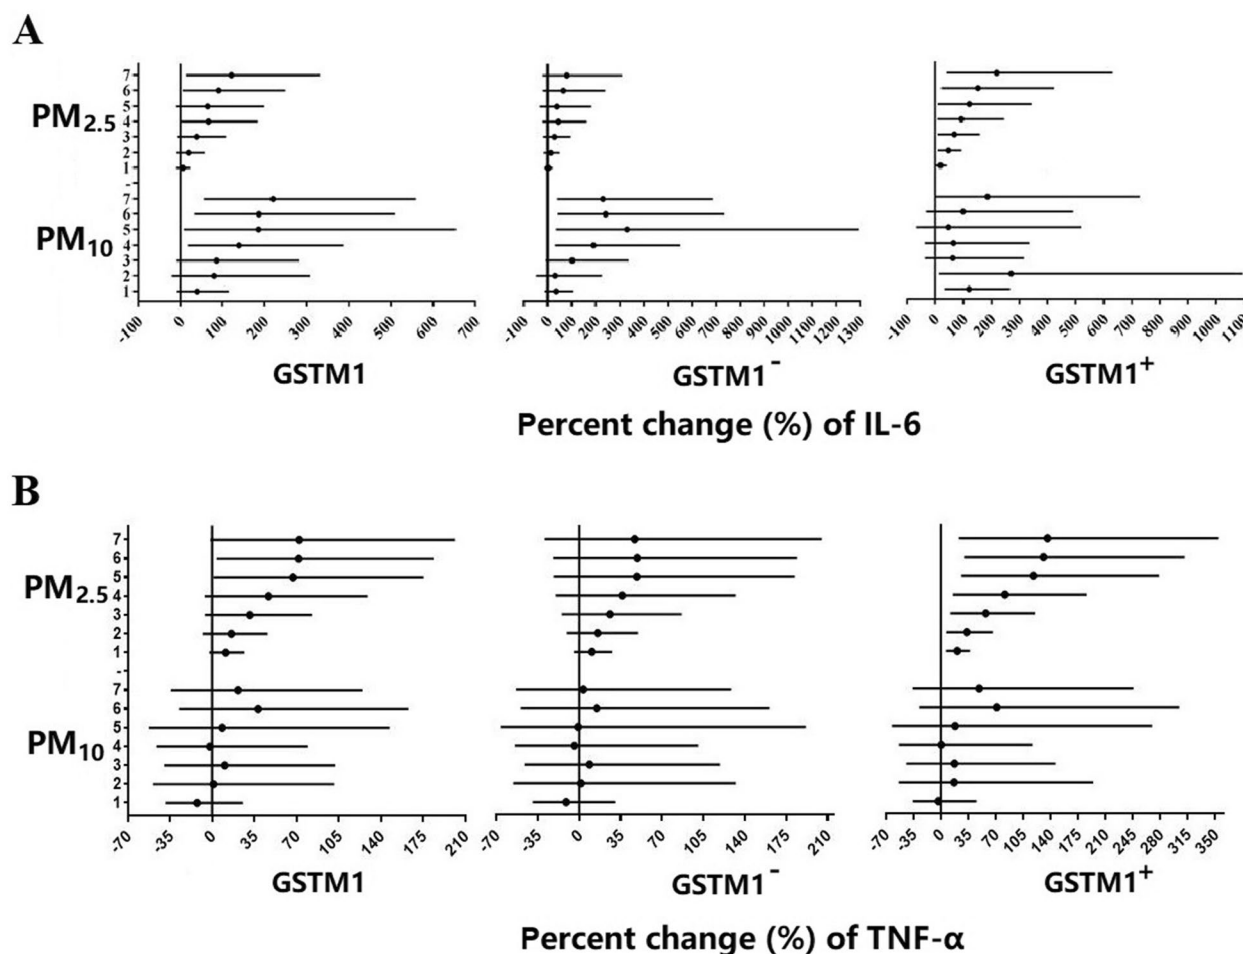 A
PM2.5
7
6
5
4
3
2
1
-
PM10
7
6
5
4
3
2
1
-100 0 100 200 300 400 500 600 700
-100 0 100 200 300 400 500 600 700 800 900 1000 1100 1200 1300
-100 0 100 200 300 400 500 600 700 800 900 1000 110
GSTM1 GSTM1- GSTM1+
Percent change (%) of IL-6
B
PM2.5
7
6
5
4
3
2
1
-
PM10
7
6
5
4
3
2
1
-70 -35 0 35 70 105 140 175 210
-70 -35 0 35 70 105 140 175 210
-70 -35 0 35 70 105 140 175 210 245 280 315 350
GSTM1 GSTM1- GSTM1+
Percent change (%) of TNF-α